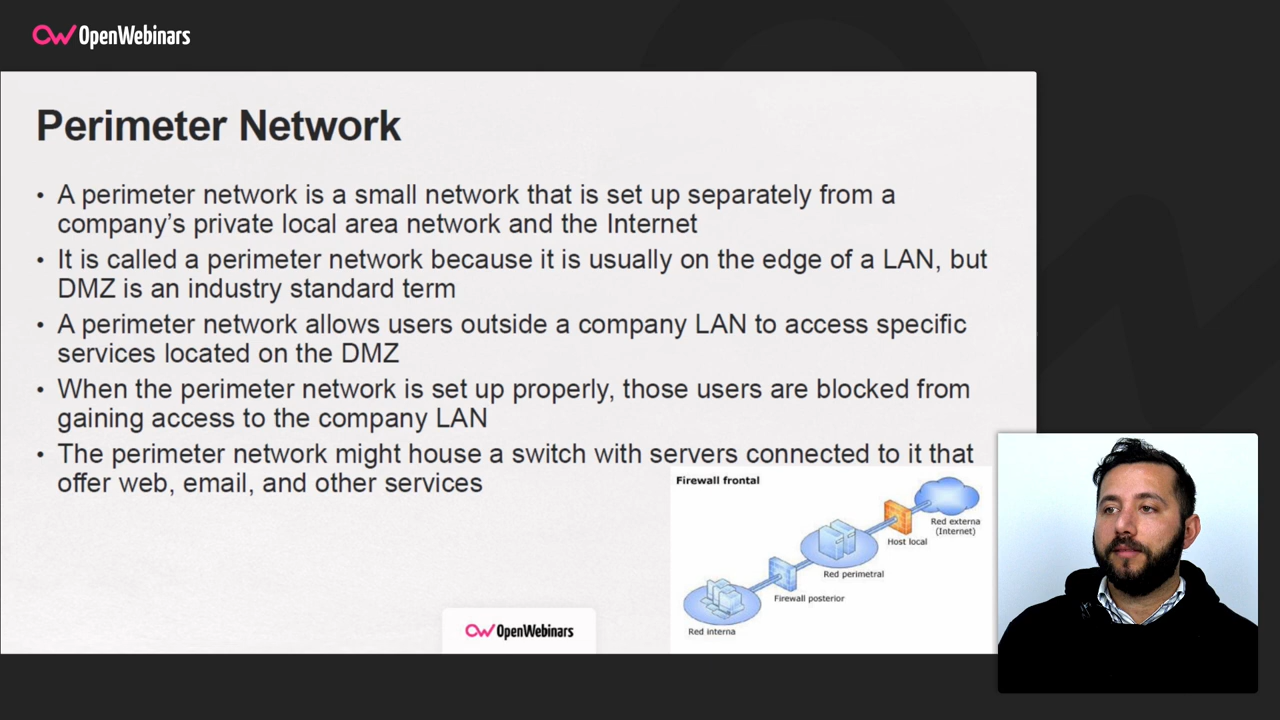 OpenWebinars
Perimeter Network
• A perimeter network is a small network that is set up separately from a
company’s private local area network and the Internet
• It is called a perimeter network because it is usually on the edge of a LAN, but
DMZ is an industry standard term
• A perimeter network allows users outside a company LAN to access specific
services located on the DMZ
• When the perimeter network is set up properly, those users are blocked from
gaining access to the company LAN
• The perimeter network might house a switch with servers connected to it that
offer web, email, and other services
Firewall frontal
Red externa
(Internet)
Host local
Red perimetral
Firewall posterior
Red interna
OpenWebinars